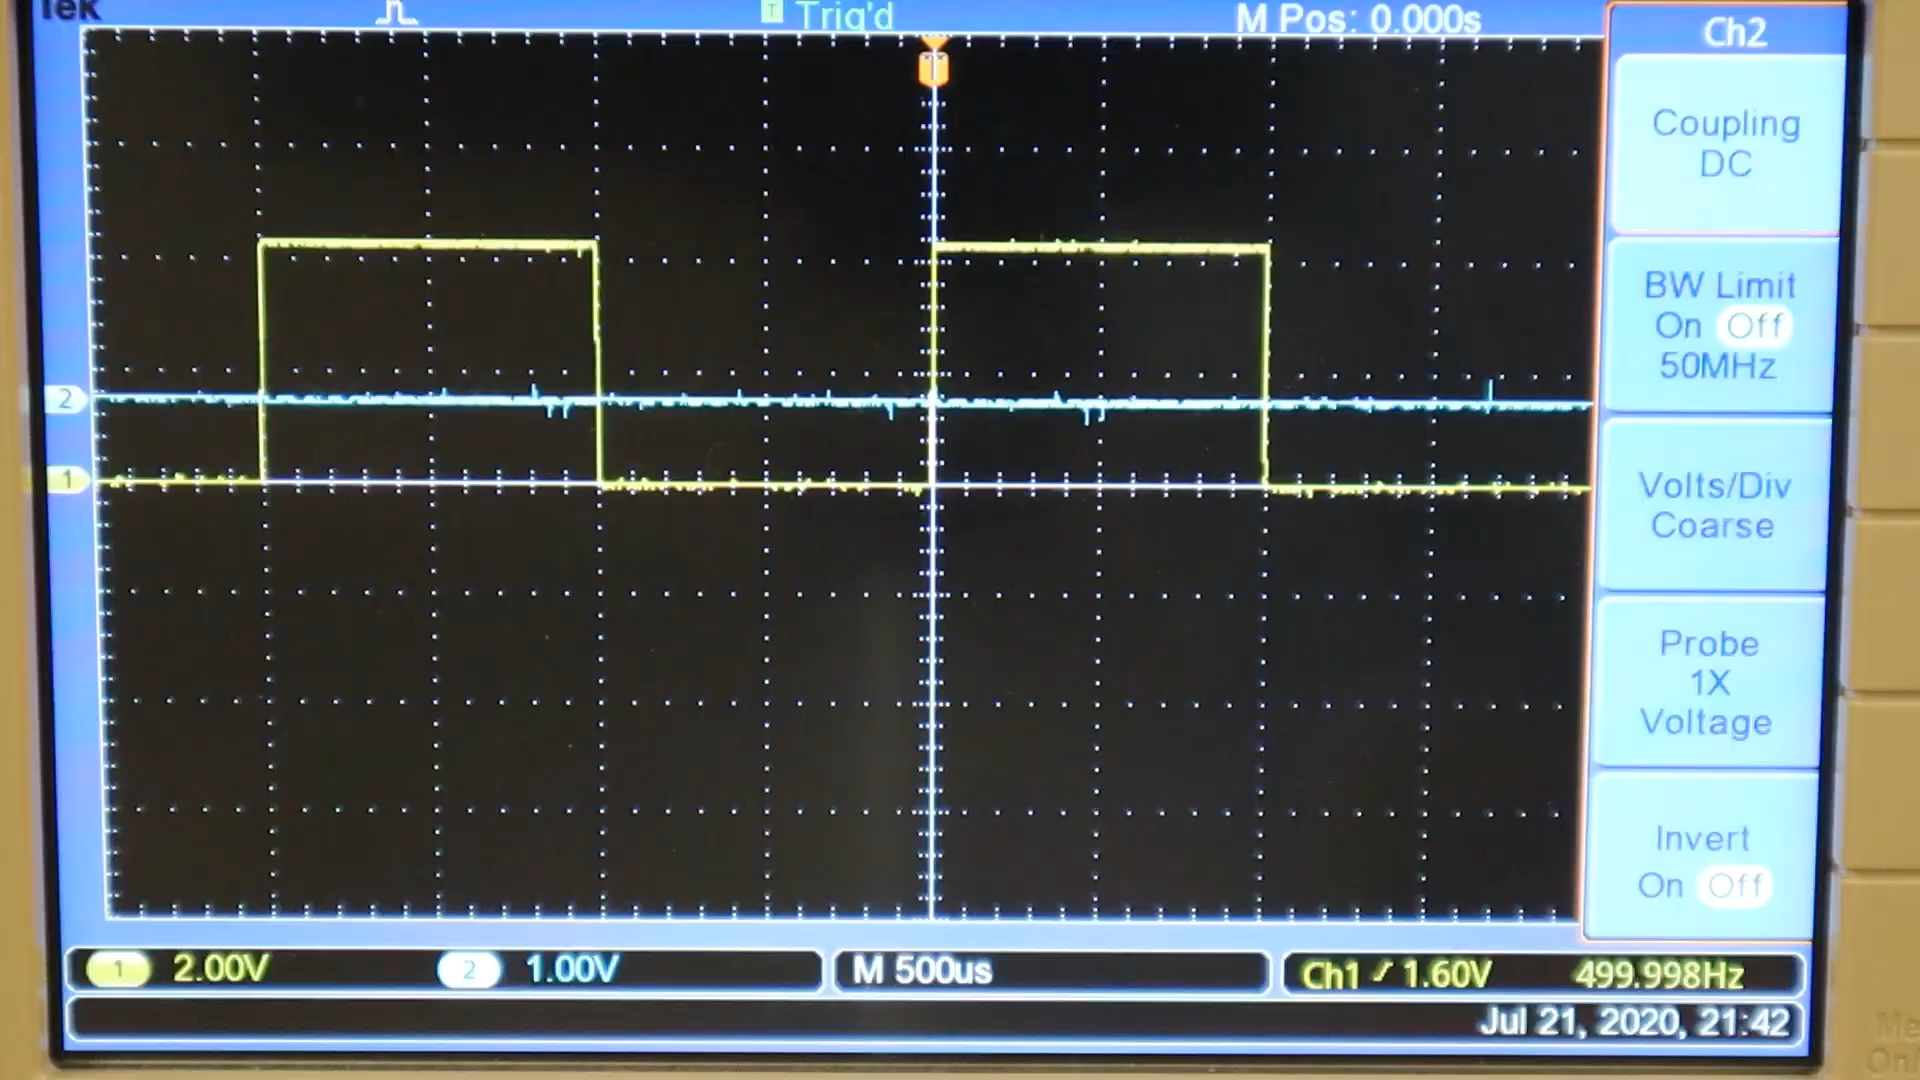 Tek
T Trig'd
M Pos: 0.000s
Ch2
T
Coupling
DC
BW Limit
On Off
50MHz
2
1
Volts/Div
Coarse
Probe
1X
Voltage
Invert
On Off
1 2.00V 2 1.00V M 500us Ch1 1.60V 499.998Hz
Jul 21, 2020, 21:42